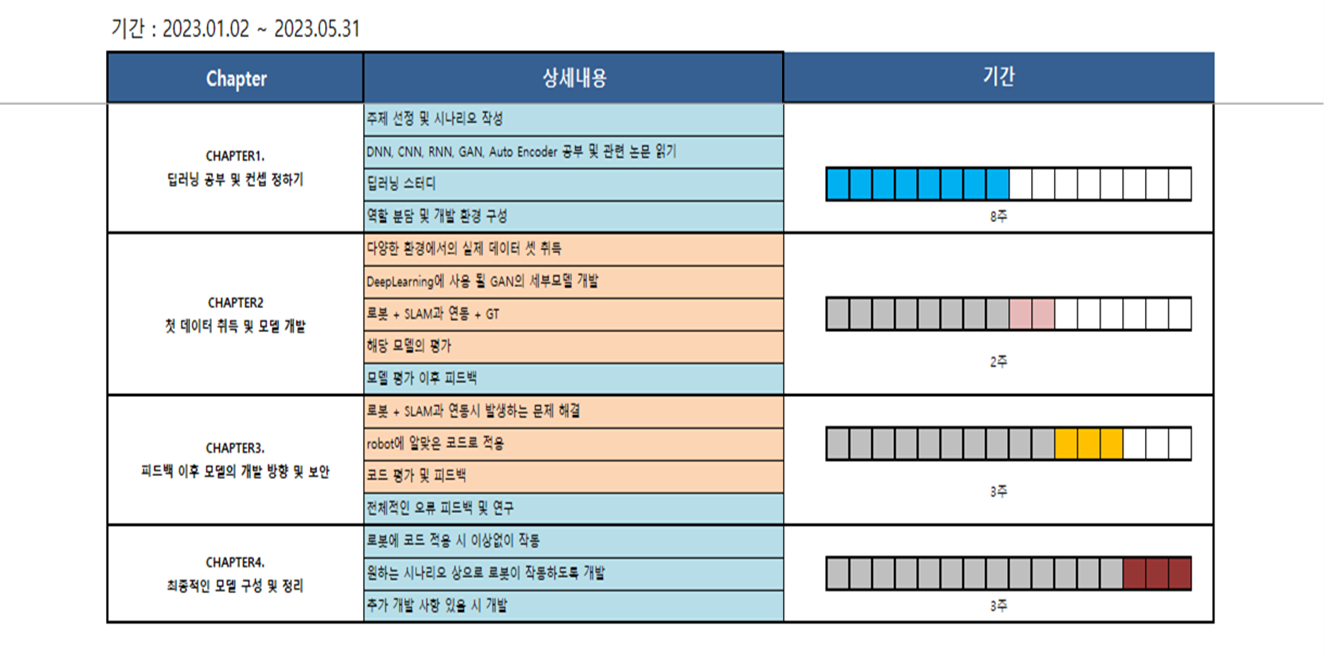 기간 : 2023.01.02 ~ 2023.05.31
Chapter
상세내용
기간
CHAPTER1.
딥러닝 공부 및 컨셉 정하기
주제 선정 및 시나리오 작성
DNN, CNN, RNN, GAN, Auto Encoder 공부 및 관련 논문 읽기
딥러닝 스터디
역할 분담 및 개발 환경 구성
8주
CHAPTER2
첫 데이터 취득 및 모델 개발
다양한 환경에서의 실제 데이터 셋 취득
DeepLearning에 사용 될 GAN의 세부모델 개발
로봇 + SLAM과 연동 + GT
해당 모델의 평가
모델 평가 이후 피드백
2주
CHAPTER3.
피드백 이후 모델의 개발 방향 및 보안
로봇 + SLAM과 연동시 발생하는 문제 해결
robot에 알맞은 코드로 적용
코드 평가 및 피드백
전체적인 오류 피드백 및 연구
3주
CHAPTER4.
최종적인 모델 구성 및 정리
로봇에 코드 적용 시 이상없이 작동
원하는 시나리오 상으로 로봇이 작동하도록 개발
추가 개발 사항 있을 시 개발
3주